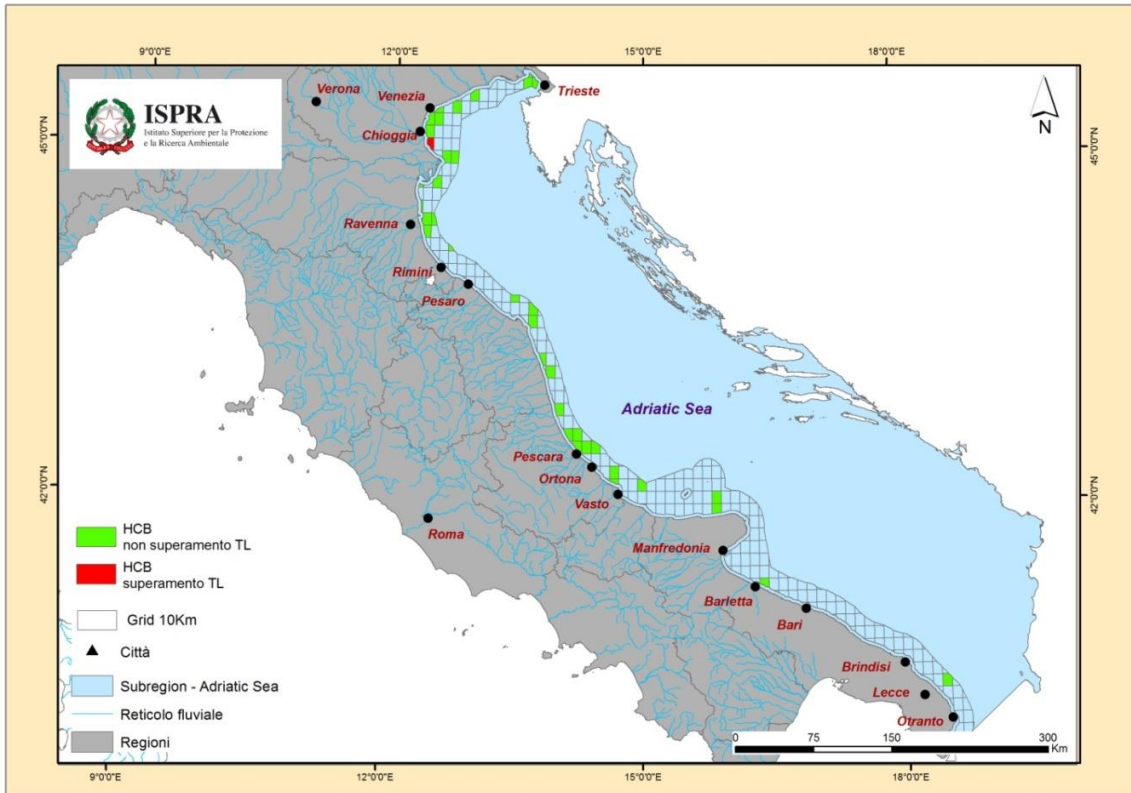 9°0'0"E
12°0'0"E
15°0'0"E
18°0'0"E
ISPRA
Istituto Superiore per la Protezione
e la Ricerca Ambientale
Verona
Venezia
Trieste
N
Chioggia
45°0'0"N
45°0'0"N
Ravenna
Rimini
Pesaro
Adriatic Sea
Pescara
Ortona
42°0'0"N
42°0'0"N
Vasto
Roma
Manfredonia
Barletta
Bari
Brindisi
Lecce
Otranto
HCB
non superamento TL
HCB
superamento TL
Grid 10Km
Città
Subregion - Adriatic Sea
Reticolo fluviale
Regioni
0
75
150
300
Km
9°0'0"E
12°0'0"E
15°0'0"E
18°0'0"E